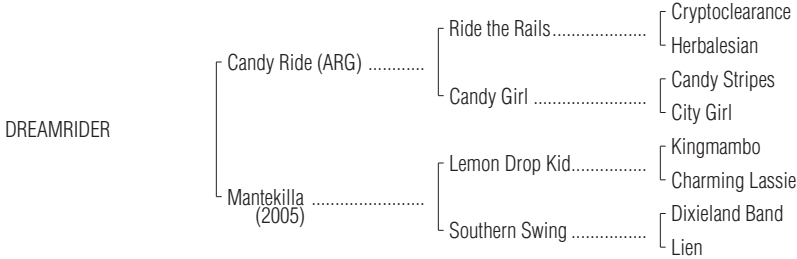 Cryptoclearance
Ride the Rails....................
Herbalesian
Candy Ride (ARG) ............
Candy Stripes
Candy Girl ........................
City Girl
DREAMRIDER
Kingmambo
Lemon Drop Kid................
Charming Lassie
Mantekilla ........................
(2005)
Dixieland Band
Southern Swing ................
Lien